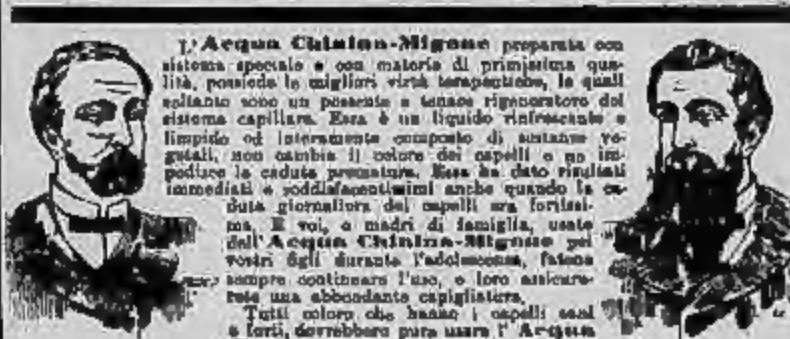 L'Acqua Chinina-Migone preparata con
sistema speciale e con materie di primissima qua-
lità, possiede le migliori virtù terapeutiche, le quali
soltanto sono un possente e tenace rigeneratore del
sistema capillare. Essa è un liquido rinfrescante e
limpido ed interamente composto di sostanze ve-
getali, non cambia il colore dei capelli e ne im-
pedisce la caduta prematura. Essa ha dato risultati
immediati e soddisfacentissimi anche quando la ca-
duta giornaliera dei capelli era fortissi-
ma. E voi, o madri di famiglia, usate
dell'Acqua Chinina-Migone pei
vostri figli durante l'adolescenza, fatene
sempre continuare l'uso, e loro assicure-
rete una abbondante capigliatura.
Tutti coloro che hanno i capelli sani
e forti, dovrebbero pure usare l'Acqua